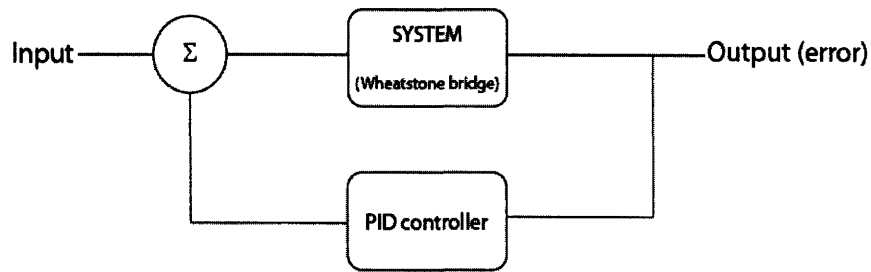 Input
Σ
SYSTEM
(Wheatstone bridge)
Output (error)
PID controller